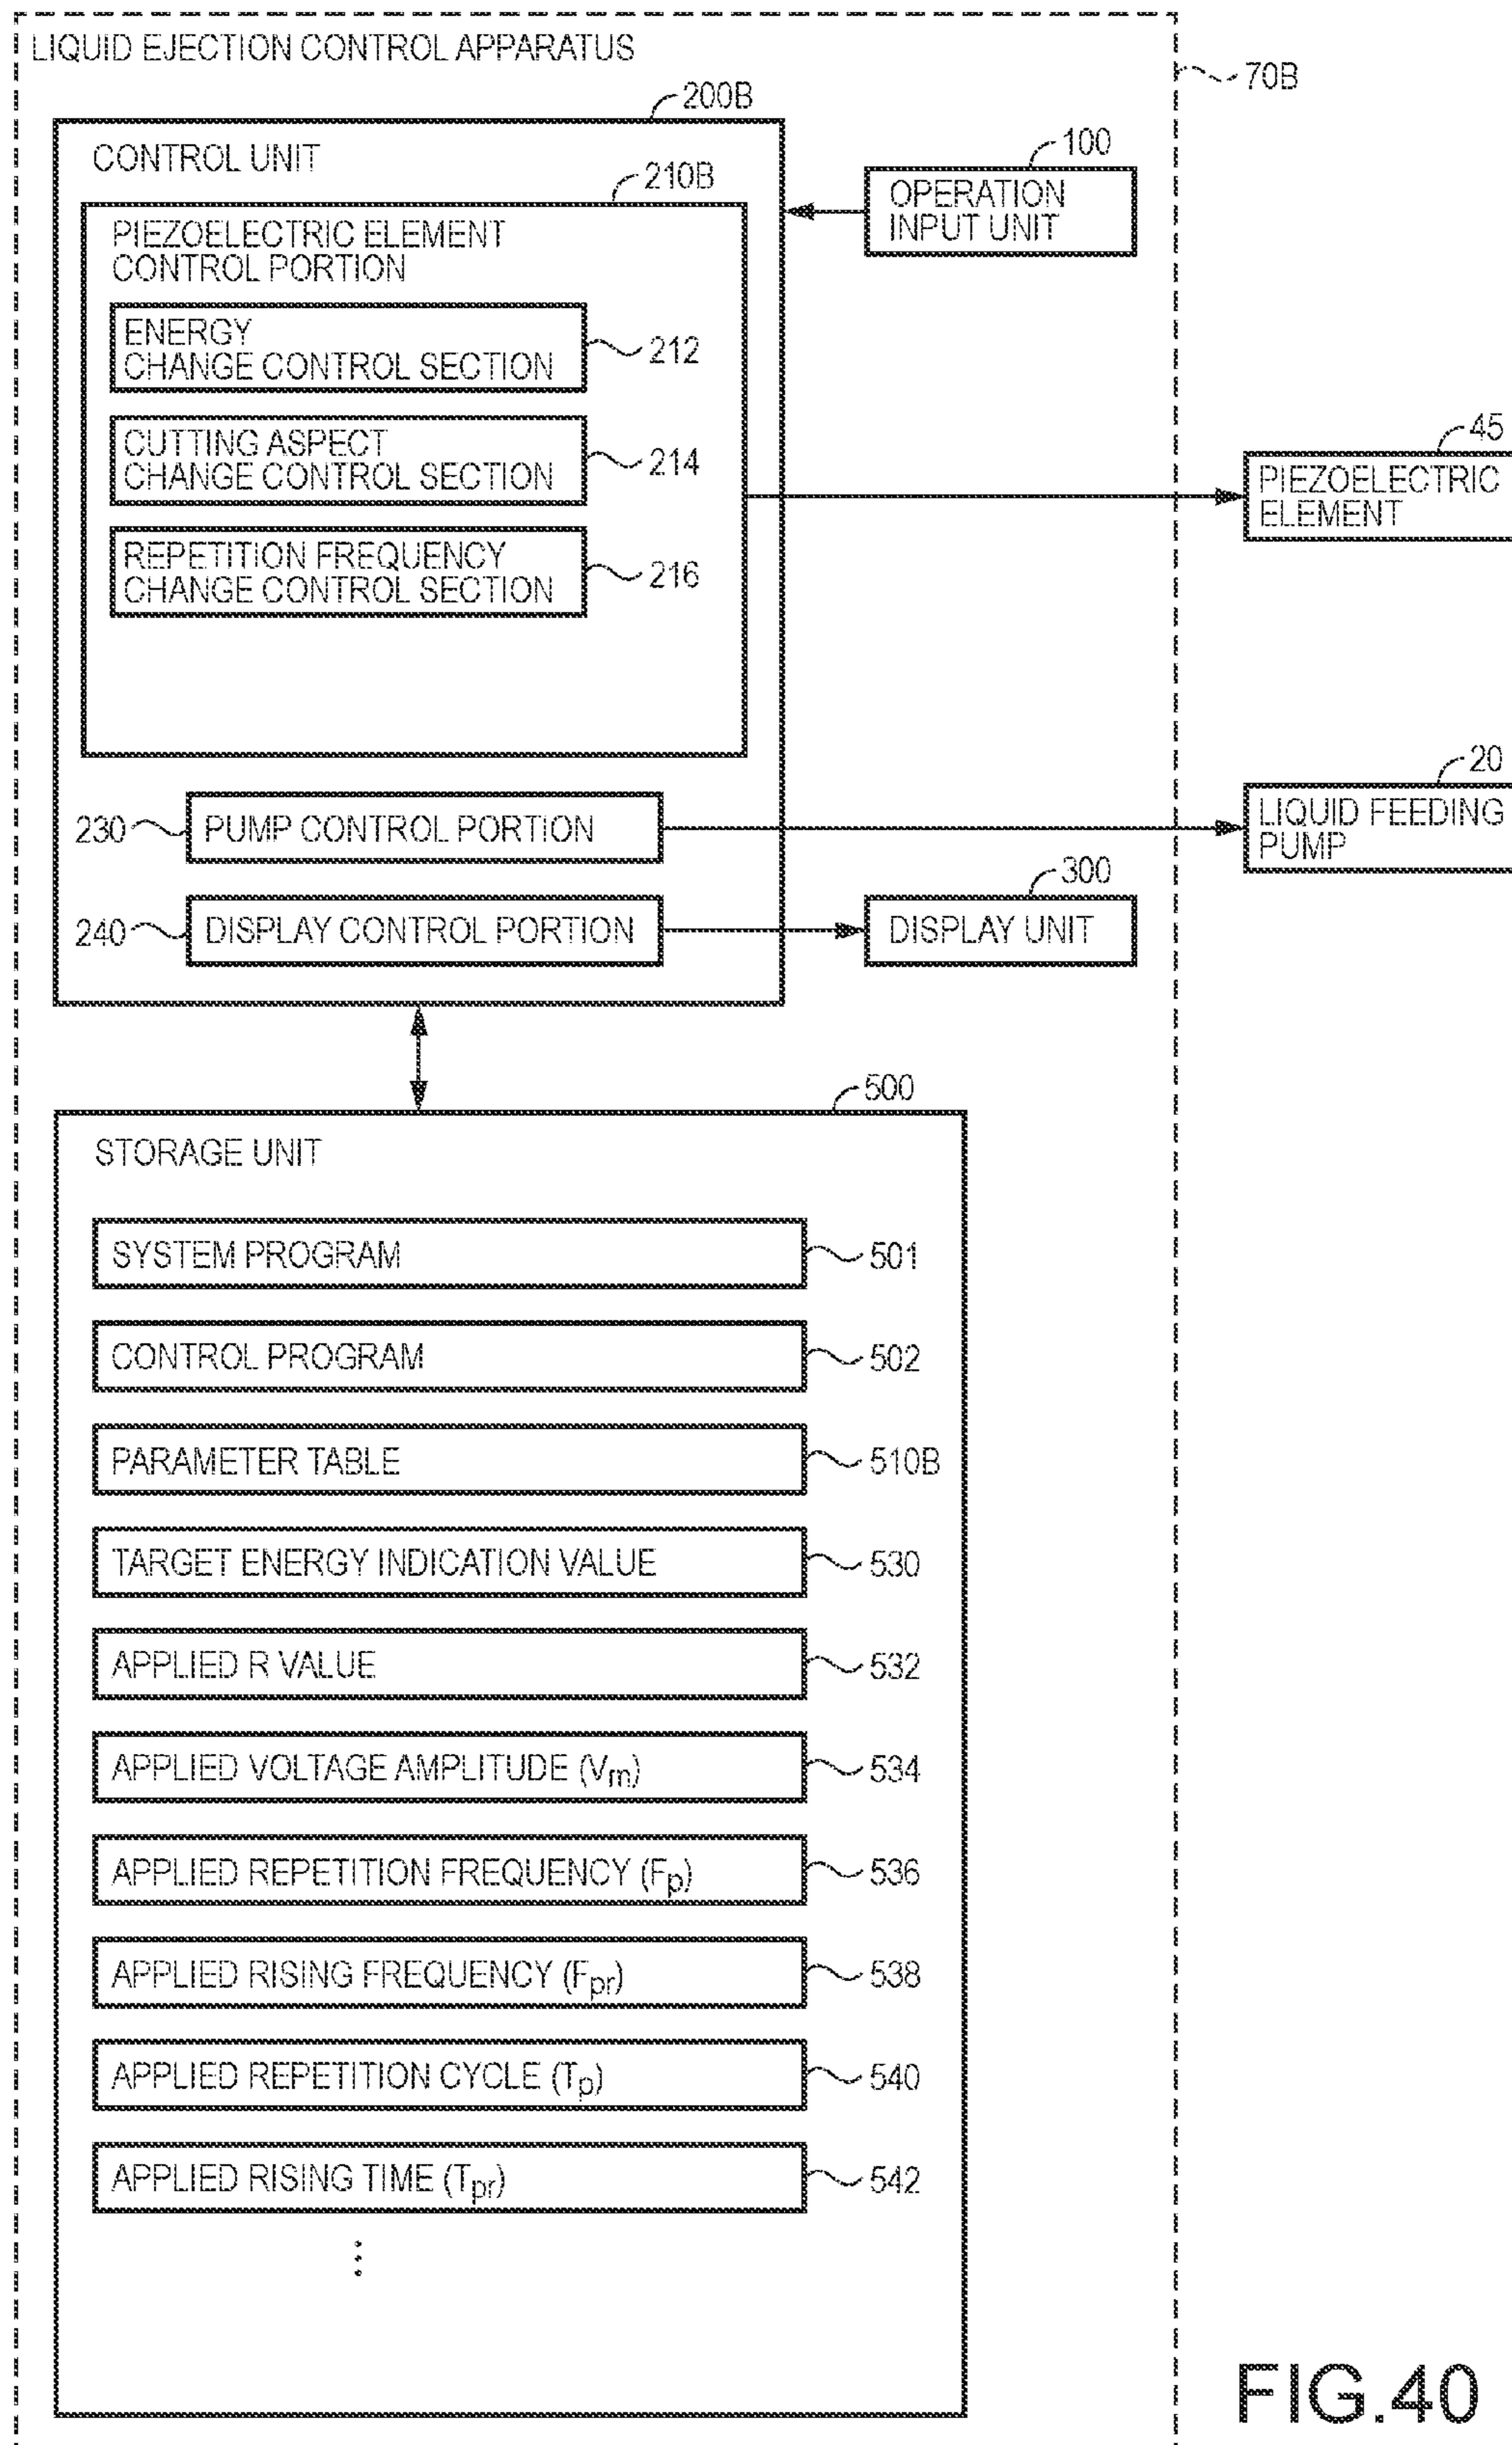 LIQUID EJECTION CONTROL APPARATUS
70B
200B
CONTROL UNIT
100
OPERATION
INPUT UNIT
210B
PIEZOELECTRIC ELEMENT
CONTROL PORTION
ENERGY
CHANGE CONTROL SECTION
212
CUTTING ASPECT
CHANGE CONTROL SECTION
214
REPETITION FREQUENCY
CHANGE CONTROL SECTION
216
45
PIEZOELECTRIC
ELEMENT
230
PUMP CONTROL PORTION
20
LIQUID FEEDING
PUMP
240
DISPLAY CONTROL PORTION
300
DISPLAY UNIT
500
STORAGE UNIT
SYSTEM PROGRAM
501
CONTROL PROGRAM
502
PARAMETER TABLE
510B
TARGET ENERGY INDICATION VALUE
530
APPLIED R VALUE
532
APPLIED VOLTAGE AMPLITUDE (Vm)
534
APPLIED REPETITION FREQUENCY (Fp)
536
APPLIED RISING FREQUENCY (Fpr)
538
APPLIED REPETITION CYCLE (Tp)
540
APPLIED RISING TIME (Tpr)
542
⋮
FIG.40